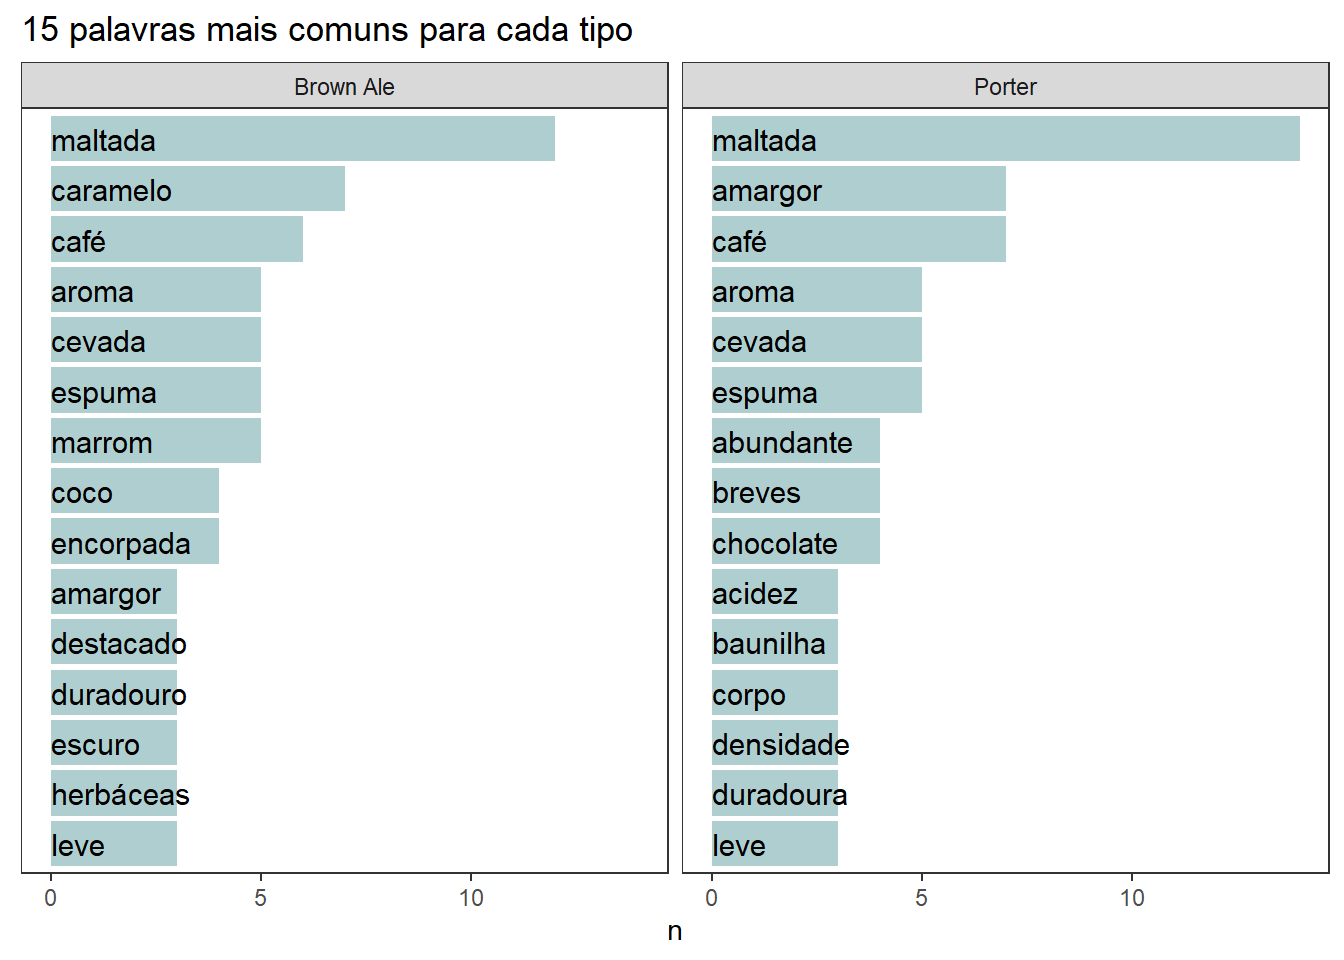 15 palavras mais comuns para cada tipo
Brown Ale
maltada
caramelo
café
aroma
cevada
espuma
marrom
coco
encorpada
amargor
destacado
duradouro
escuro
herbáceas
leve
0 5 10
Porter
maltada
amargor
café
aroma
cevada
espuma
abundante
breves
chocolate
acidez
baunilha
corpo
densidade
duradoura
leve
0 5 10
n